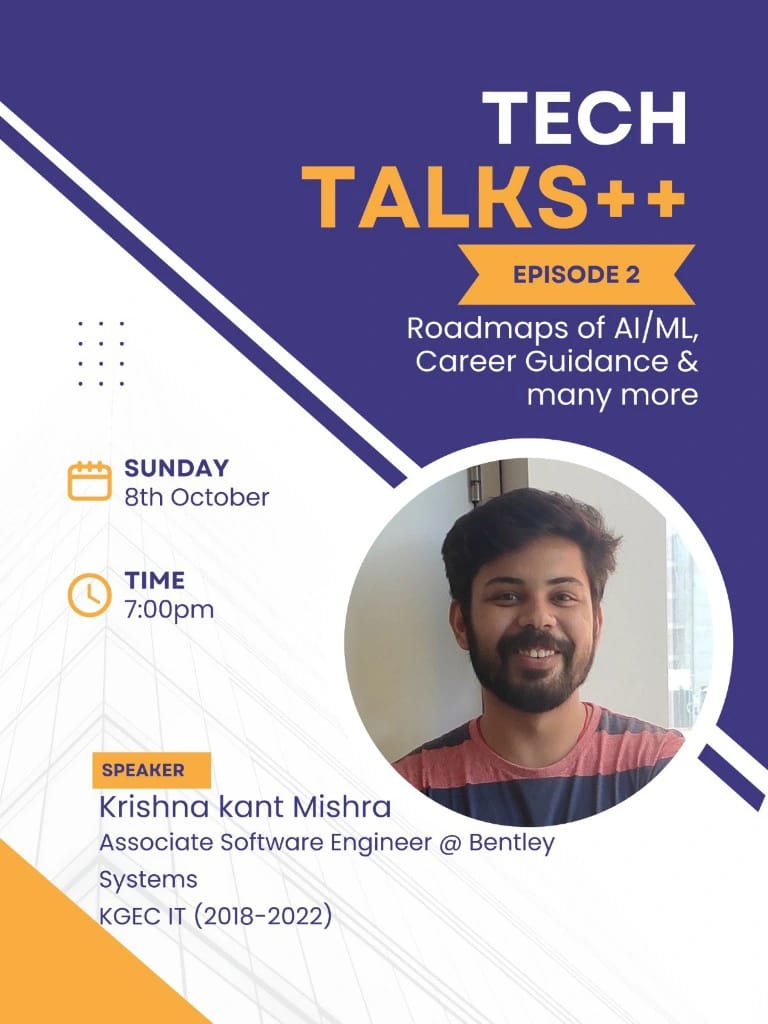 TECH
TALKS++
EPISODE 2
Roadmaps of AI/ML,
Career Guidance &
many more
SUNDAY
8th October
TIME
7:00pm
SPEAKER
Krishna kant Mishra
Associate Software Engineer @ Bentley
Systems
KGEC IT (2018-2022)